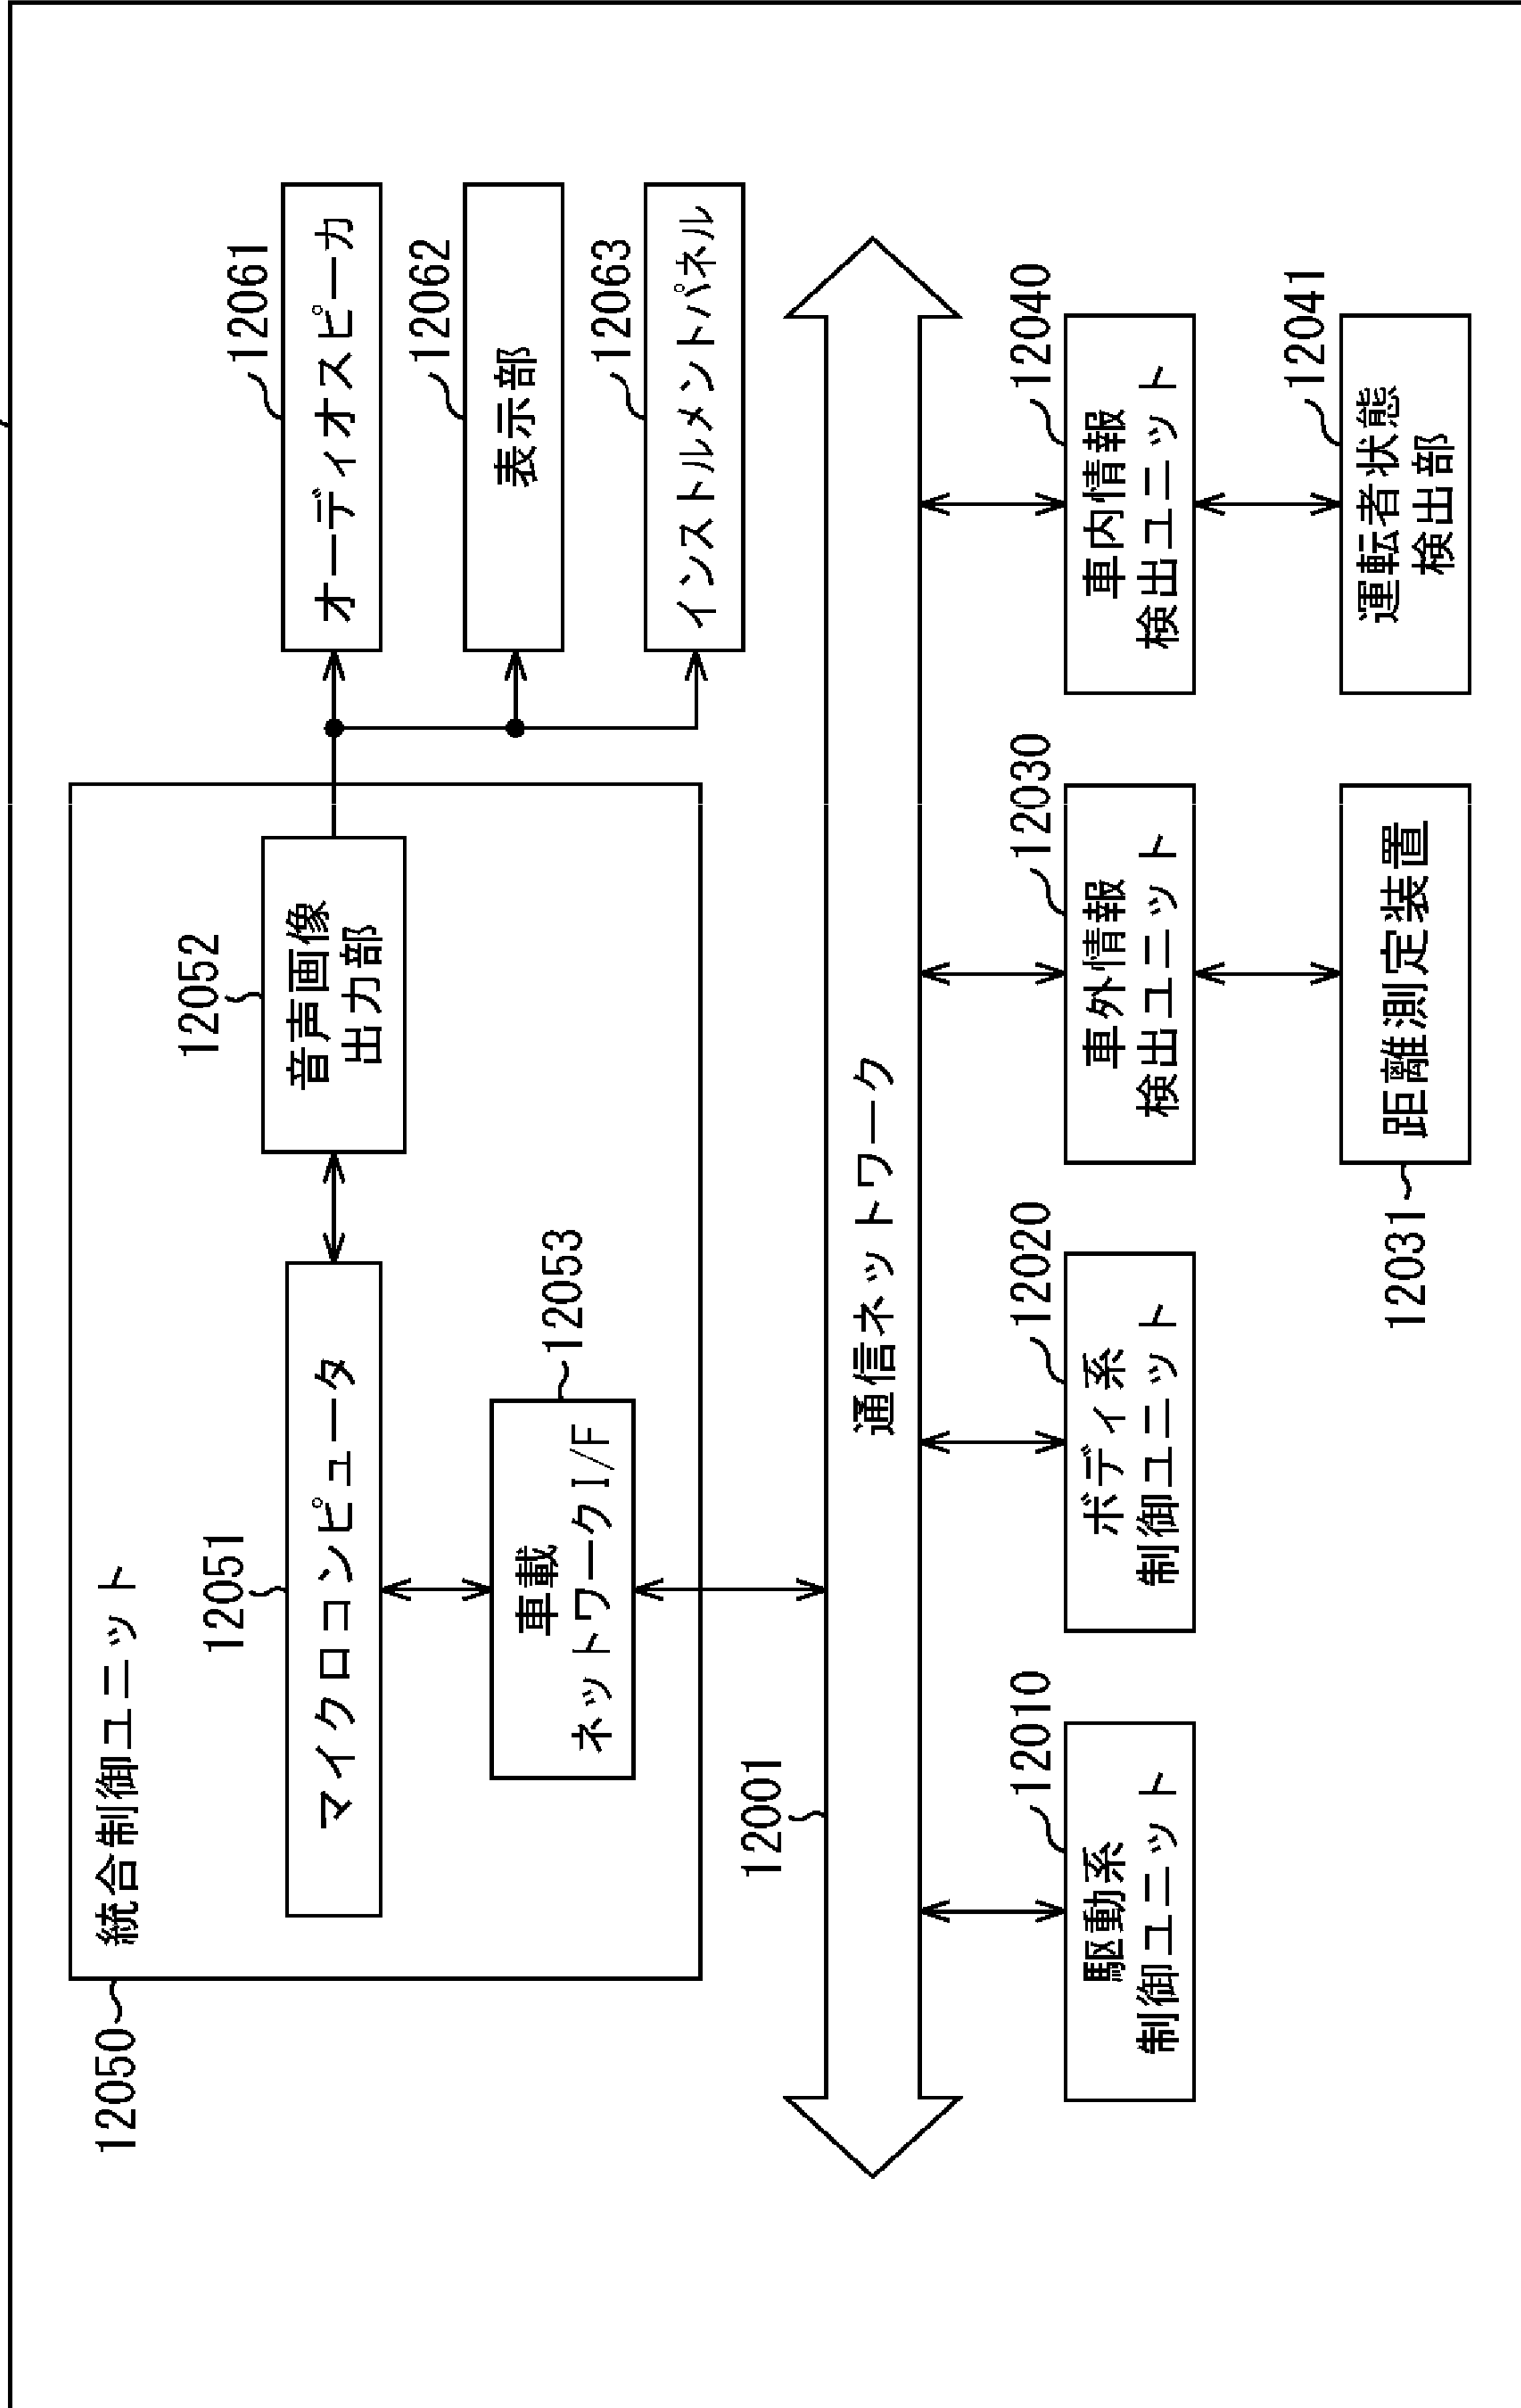 12050
統合制御ユニット
12051
マイクロコンピュータ
12052
音声画像
出力部
12053
車載
ネットワークI/F
12061
オーディオスピーカ
12062
表示部
12063
インストルメントパネル
12001
通信ネットワーク
12010
駆動系
制御ユニット
12020
ボディ系
制御ユニット
12030
車外情報
検出ユニット
12040
車内情報
検出ユニット
12031
距離測定装置
12041
運転者状態
検出部